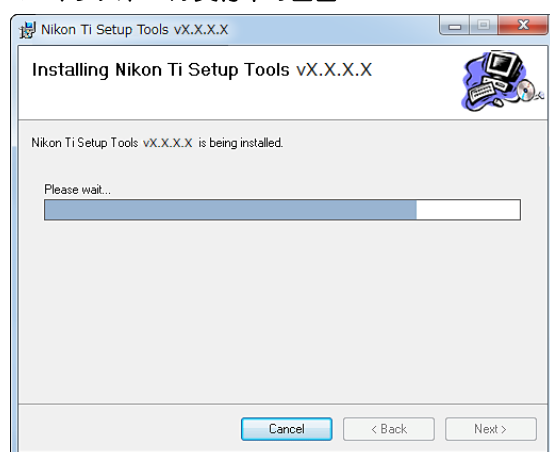 Nikon Ti Setup Tools vX.X.X.X
Installing Nikon Ti Setup Tools vX.X.X.X
Nikon Ti Setup Tools vX.X.X.X is being installed.
Please wait...
Cancel
< Back
Next >